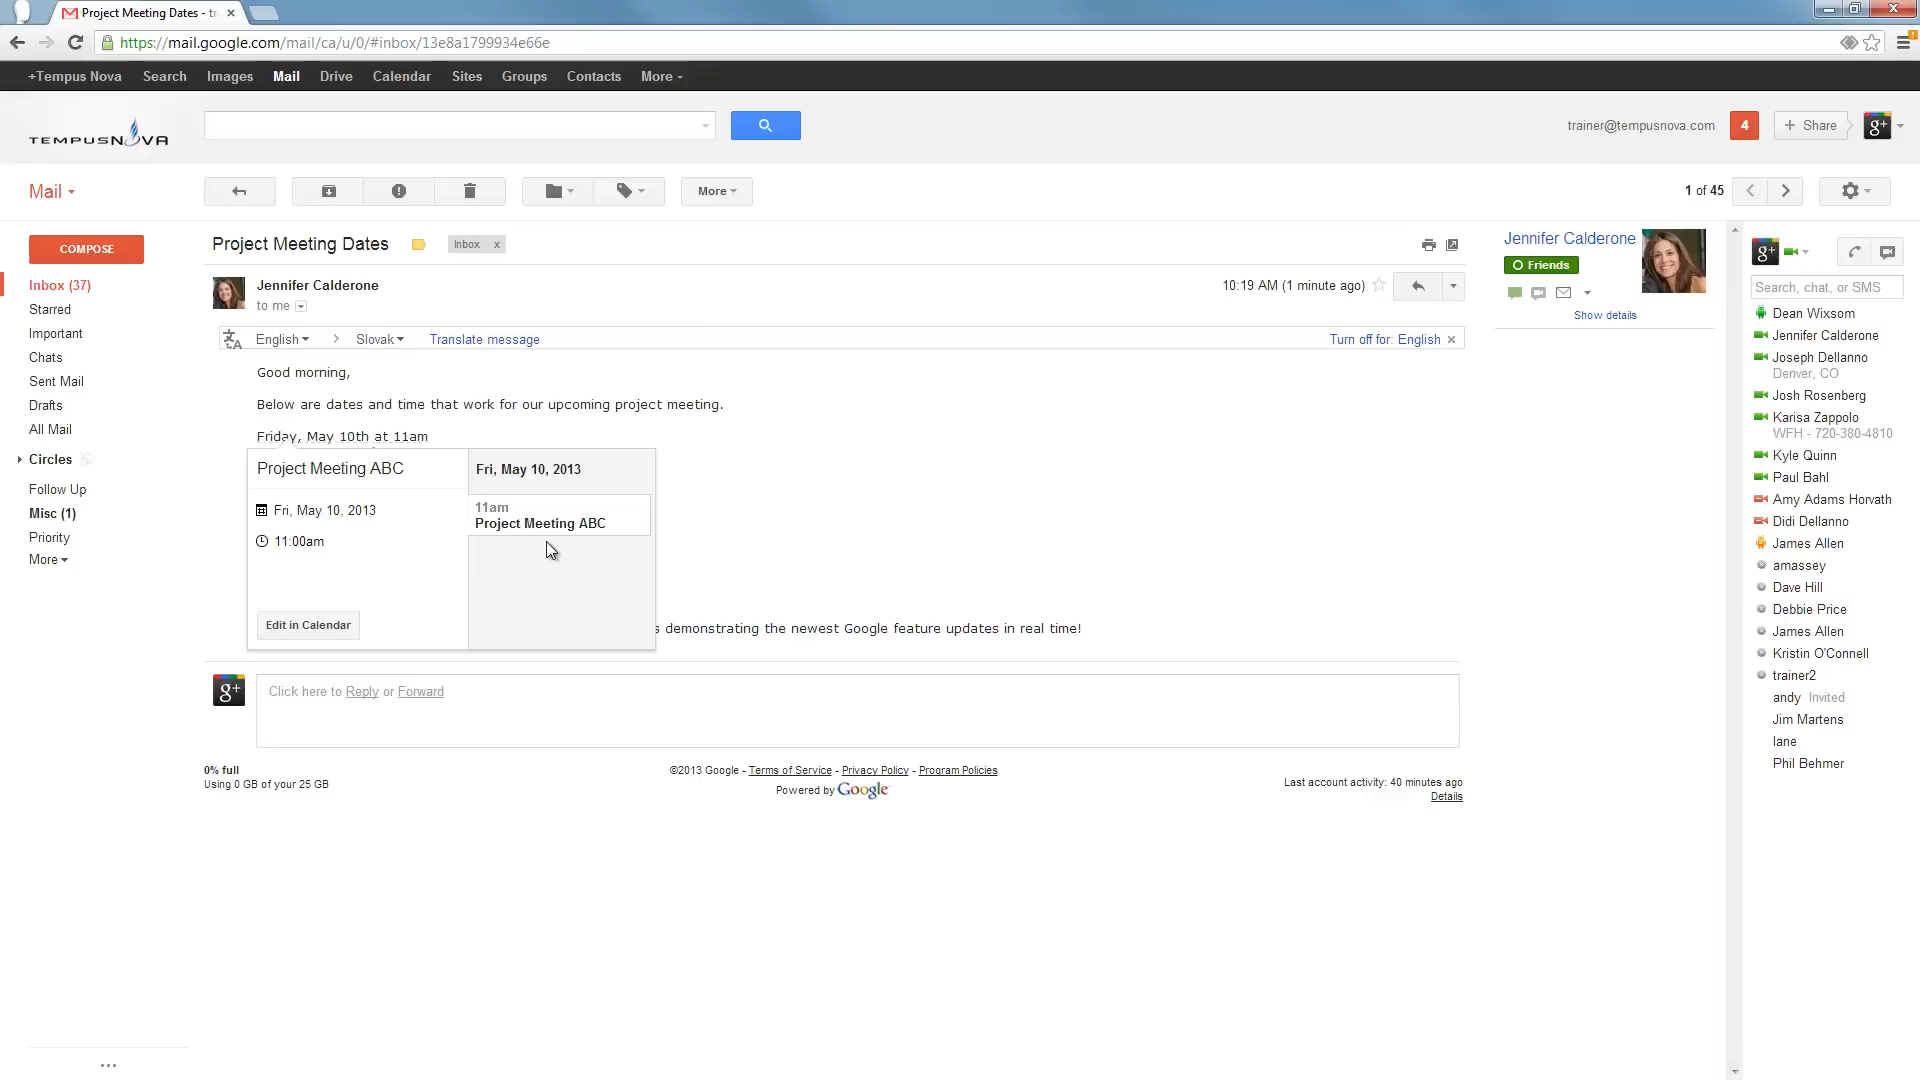 Project Meeting Dates - tr
https://mail.google.com/mail/ca/u/0/#inbox/13e8a1799934e66e
+Tempus Nova Search Images Mail Drive Calendar Sites Groups Contacts More
TEMPUSNOVA
trainer@tempusnova.com 4 + Share g+
Mail
More
1 of 45
COMPOSE
Inbox (37)
Starred
Important
Chats
Sent Mail
Drafts
All Mail
Circles
Follow Up
Misc (1)
Priority
More
Project Meeting Dates Inbox x
Jennifer Calderone 10:19 AM (1 minute ago)
to me
English > Slovak Translate message Turn off for: English x
Good morning,
Below are dates and time that work for our upcoming project meeting.
Friday, May 10th at 11am
Project Meeting ABC
Fri, May 10, 2013
11:00am
Edit in Calendar
Fri, May 10, 2013
11am
Project Meeting ABC
s demonstrating the newest Google feature updates in real time!
g+
Click here to Reply or Forward
0% full
Using 0 GB of your 25 GB
©2013 Google - Terms of Service - Privacy Policy - Program Policies
Powered by Google
Last account activity: 40 minutes ago
Details
Jennifer Calderone
Friends
Show details
g+
Search, chat, or SMS
Dean Wixsom
Jennifer Calderone
Joseph Dellanno
Denver, CO
Josh Rosenberg
Karisa Zappolo
WFH - 720-380-4810
Kyle Quinn
Paul Bahl
Amy Adams Horvath
Didi Dellanno
James Allen
amassey
Dave Hill
Debbie Price
James Allen
Kristin O'Connell
trainer2
andy Invited
Jim Martens
lane
Phil Behmer